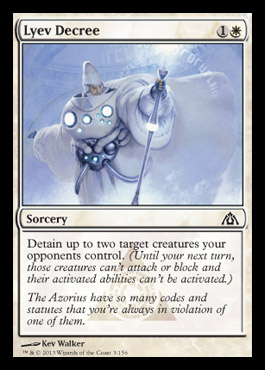 Lyev Decree 1
Sorcery
Detain up to two target creatures your
opponents control. (Until your next turn,
those creatures can't attack or block and
their activated abilities can't be activated.)
The Azorius have so many codes and
statutes that you're always in violation of
one of them.
Kev Walker
™ & © 2013 Wizards of the Coast 3/156